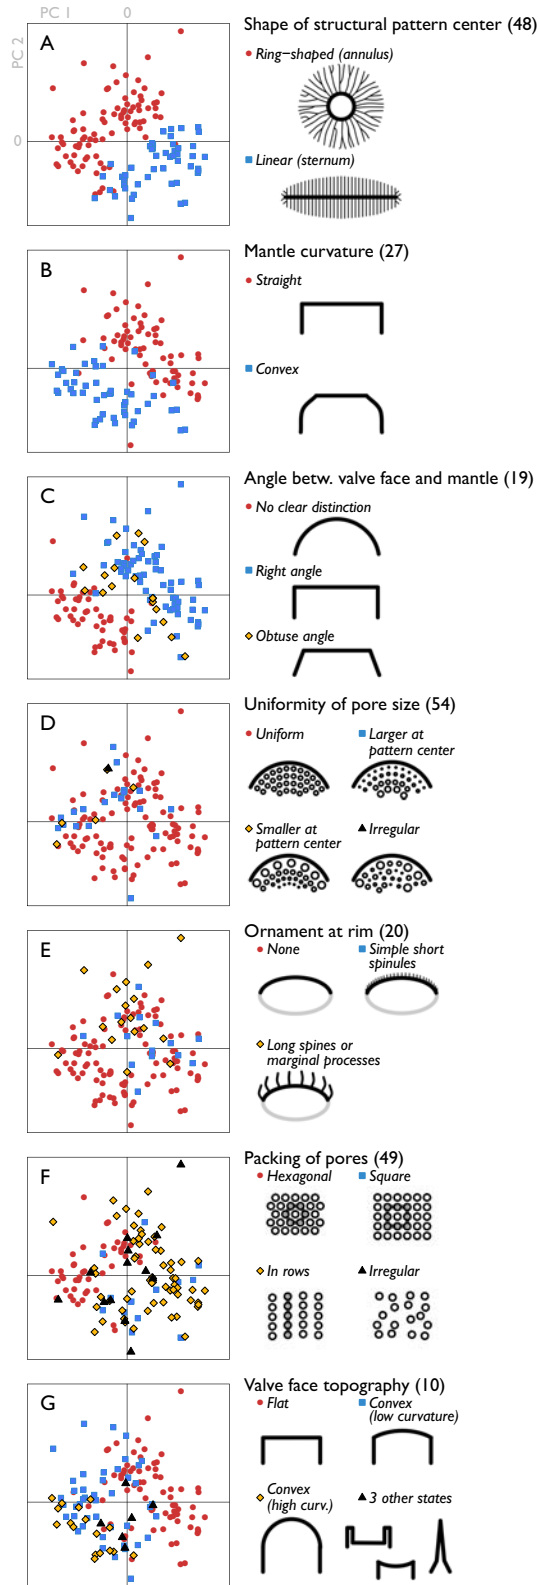 PC 1
0
PC 2
0
A
Shape of structural pattern center (48)
Ring−shaped (annulus)
Linear (sternum)
B
Mantle curvature (27)
Straight
Convex
C
Angle betw. valve face and mantle (19)
No clear distinction
Right angle
Obtuse angle
D
Uniformity of pore size (54)
Uniform
Larger at
pattern center
Smaller at
pattern center
Irregular
E
Ornament at rim (20)
None
Simple short
spinules
Long spines or
marginal processes
F
Packing of pores (49)
Hexagonal
Square
In rows
Irregular
G
Valve face topography (10)
Flat
Convex
(low curvature)
Convex
(high curv.)
3 other states